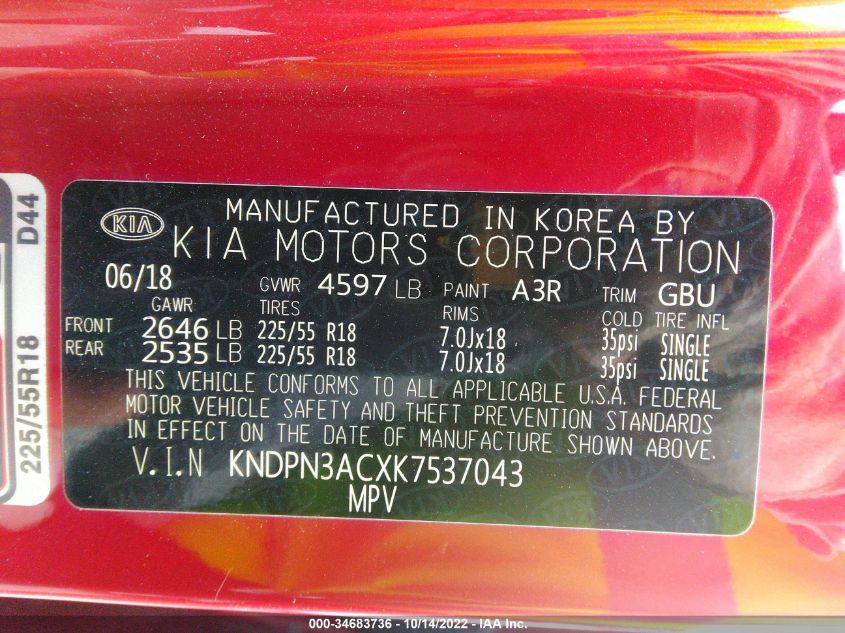 D44
225/55R18
KIA
MANUFACTURED IN KOREA BY
KIA MOTORS CORPORATION
06/18 GVWR 4597 LB PAINT A3R TRIM GBU
GAWR TIRES RIMS COLD TIRE INFL
FRONT 2646 LB 225/55 R18 7.0Jx18 35psi SINGLE
REAR 2535 LB 225/55 R18 7.0Jx18 35psi SINGLE
THIS VEHICLE CONFORMS TO ALL APPLICABLE U.S.A. FEDERAL
MOTOR VEHICLE SAFETY AND THEFT PREVENTION STANDARDS
IN EFFECT ON THE DATE OF MANUFACTURE SHOWN ABOVE.
V.I.N KNDPN3ACXK7537043
MPV
000-34683736 - 10/14/2022 - IAA Inc.